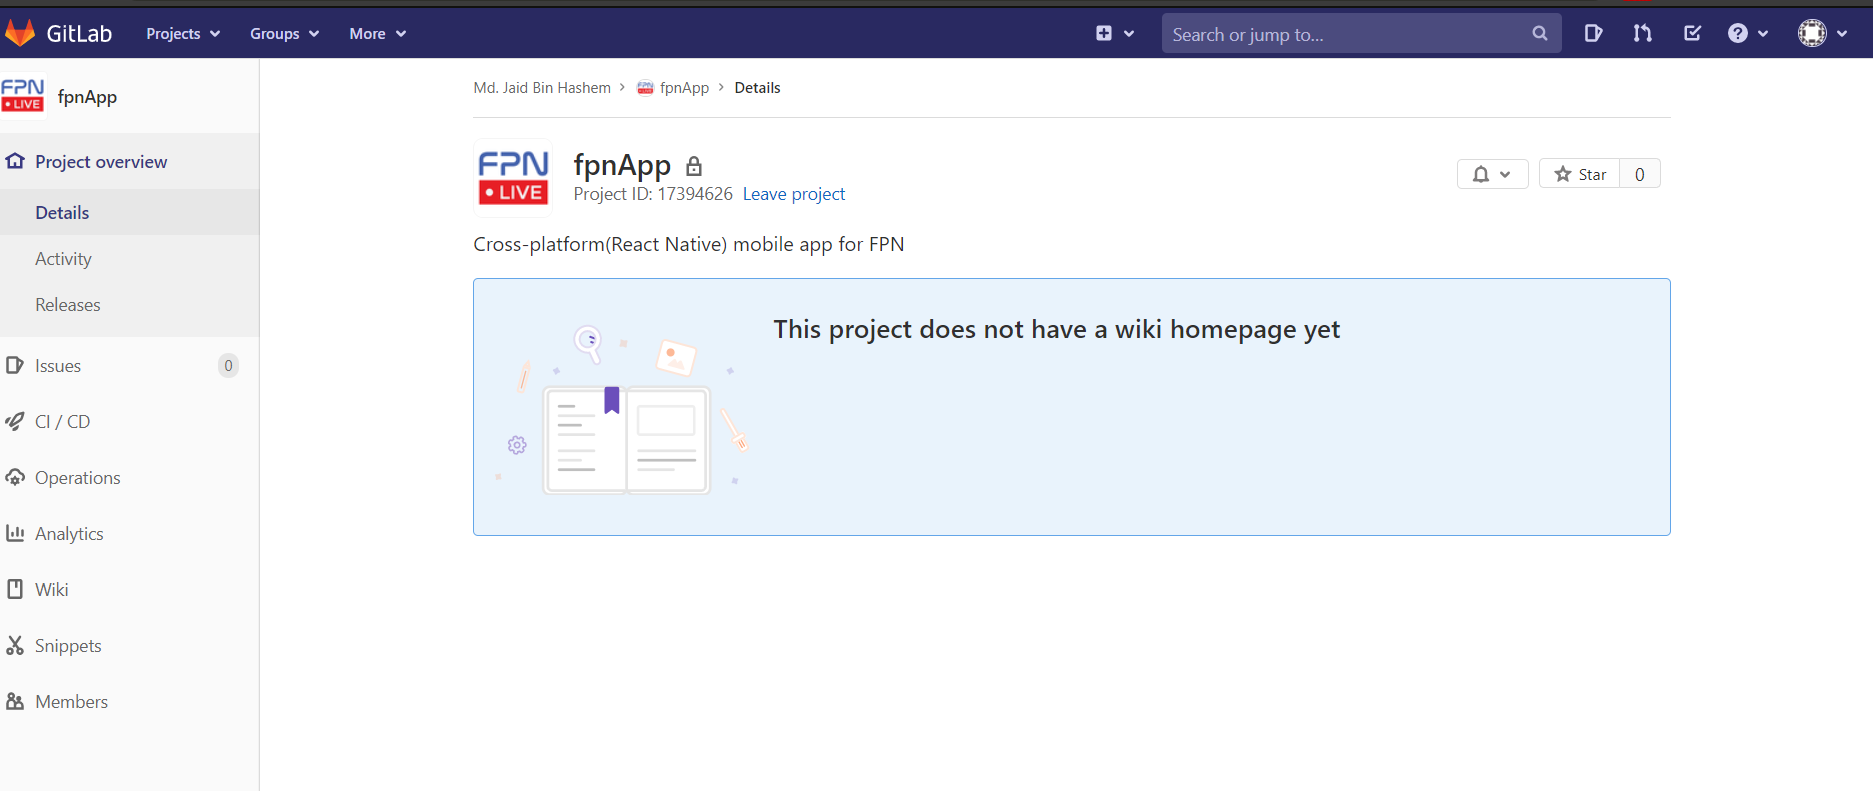 GitLab Projects Groups More Search or jump to...
FPN
LIVE
fpnApp
Project overview
Details
Activity
Releases
Issues 0
CI / CD
Operations
Analytics
Wiki
Snippets
Members
Md. Jaid Bin Hashem > FPN LIVE fpnApp > Details
FPN
LIVE
fpnApp
Project ID: 17394626 Leave project
Star 0
Cross-platform(React Native) mobile app for FPN
This project does not have a wiki homepage yet